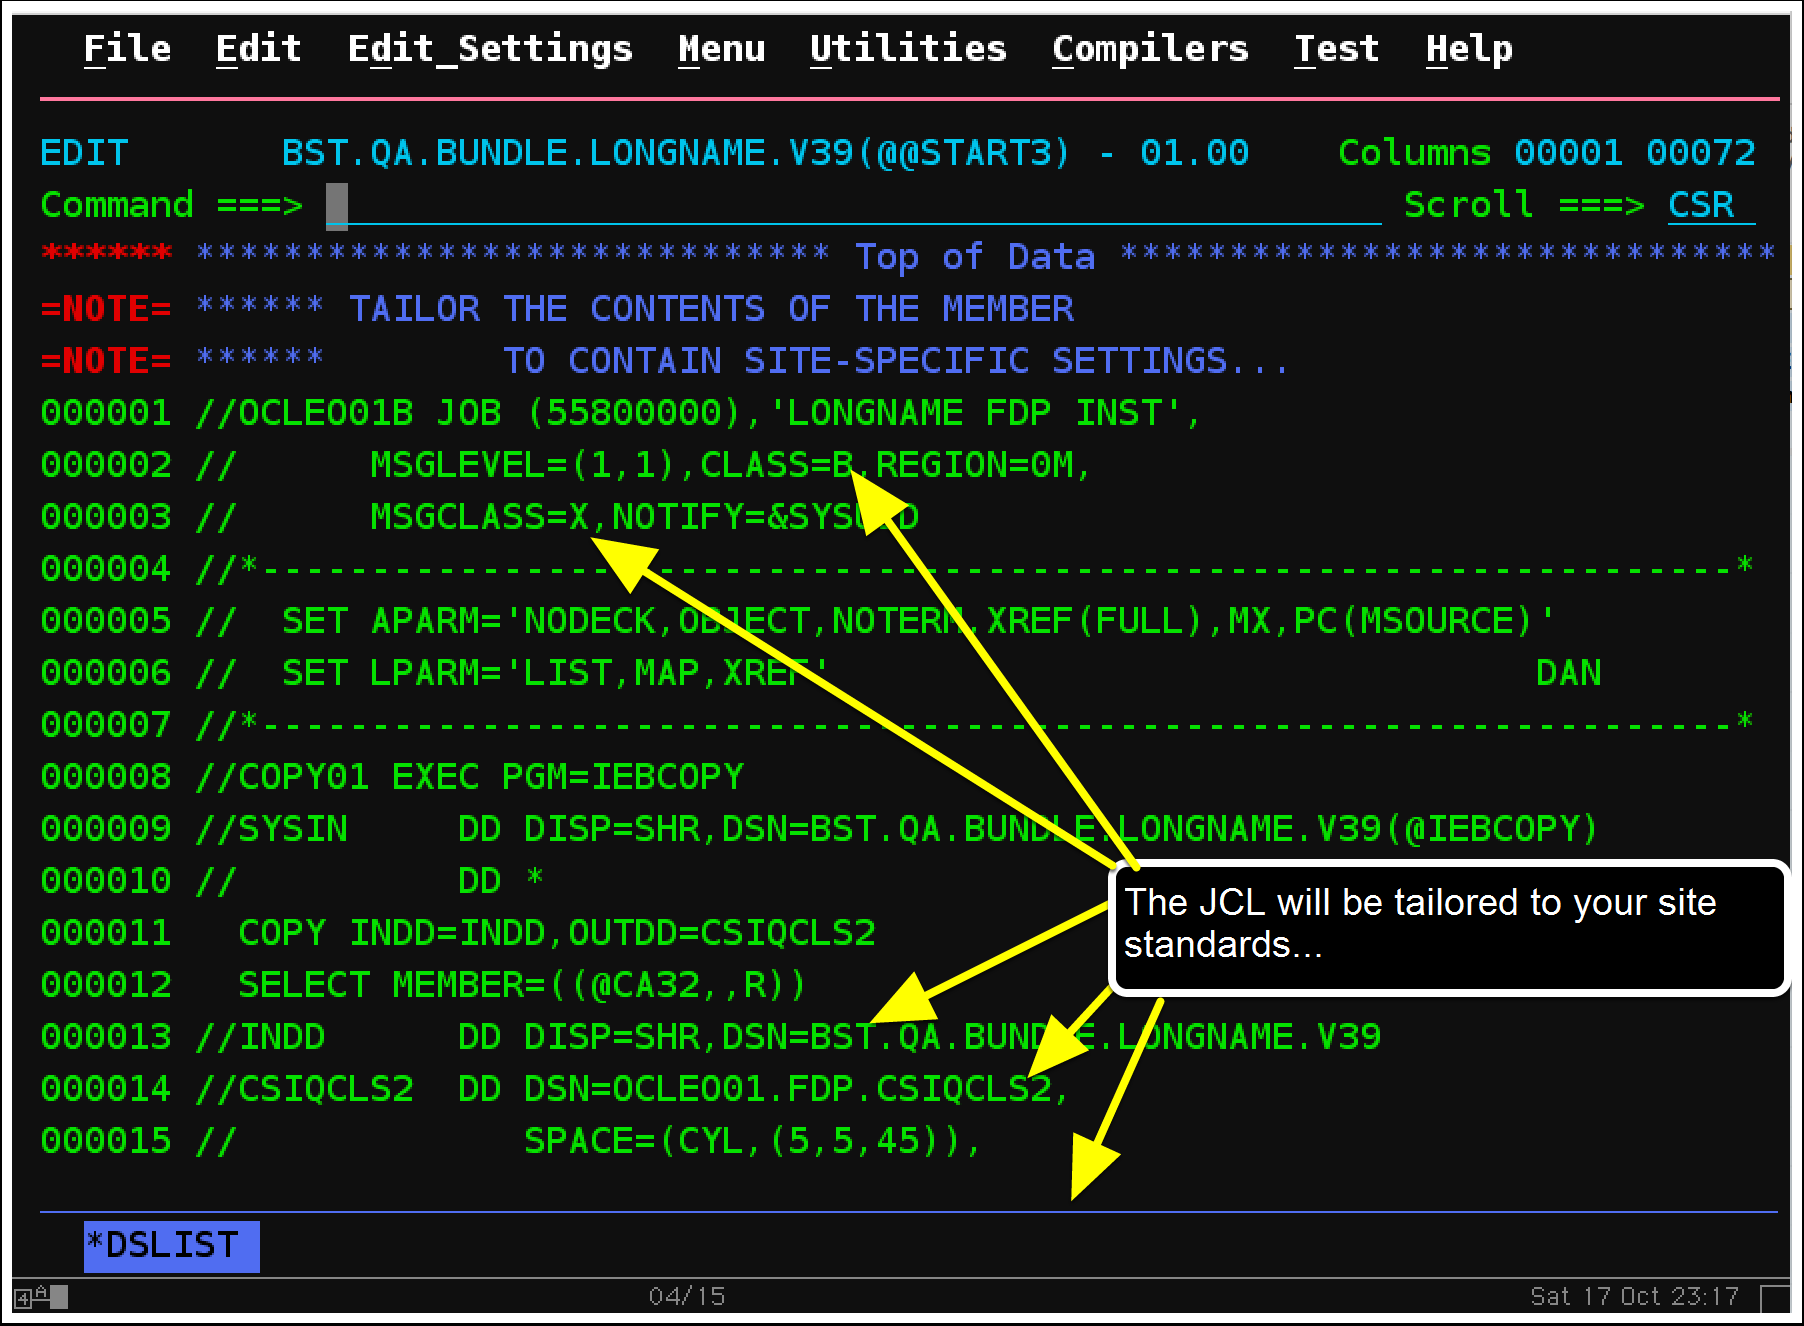 File Edit Edit_Settings Menu Utilities Compilers Test Help
EDIT BST.QA.BUNDLE.LONGNAME.V39(@@START3) - 01.00 Columns 00001 00072
Command ===> Scroll ===> CSR
****** ***************************** Top of Data ******************************
=NOTE= ****** TAILOR THE CONTENTS OF THE MEMBER
=NOTE= ****** TO CONTAIN SITE-SPECIFIC SETTINGS...
000001 //OCLEO01B JOB (55800000),'LONGNAME FDP INST',
000002 // MSGLEVEL=(1,1),CLASS=B,REGION=0M,
000003 // MSGCLASS=X,NOTIFY=&SYSUID
000004 //*-------------------------------------------------------------------*
000005 // SET APARM='NODECK,OBJECT,NOTERM,XREF(FULL),MX,PC(MSOURCE)'
000006 // SET LPARM='LIST,MAP,XREF' DAN
000007 //*-------------------------------------------------------------------*
000008 //COPY01 EXEC PGM=IEBCOPY
000009 //SYSIN DD DISP=SHR,DSN=BST.QA.BUNDLE.LONGNAME.V39(@IEBCOPY)
000010 // DD *
The JCL will be tailored to your site
standards...
000011 COPY INDD=INDD,OUTDD=CSIQCLS2
000012 SELECT MEMBER=((@CA32,,R))
000013 //INDD DD DISP=SHR,DSN=BST.QA.BUNDLE.LONGNAME.V39
000014 //CSIQCLS2 DD DSN=OCLEO01.FDP.CSIQCLS2,
000015 // SPACE=(CYL,(5,5,45)),
*DSLIST
4 A 04/15 Sat 17 Oct 23:17